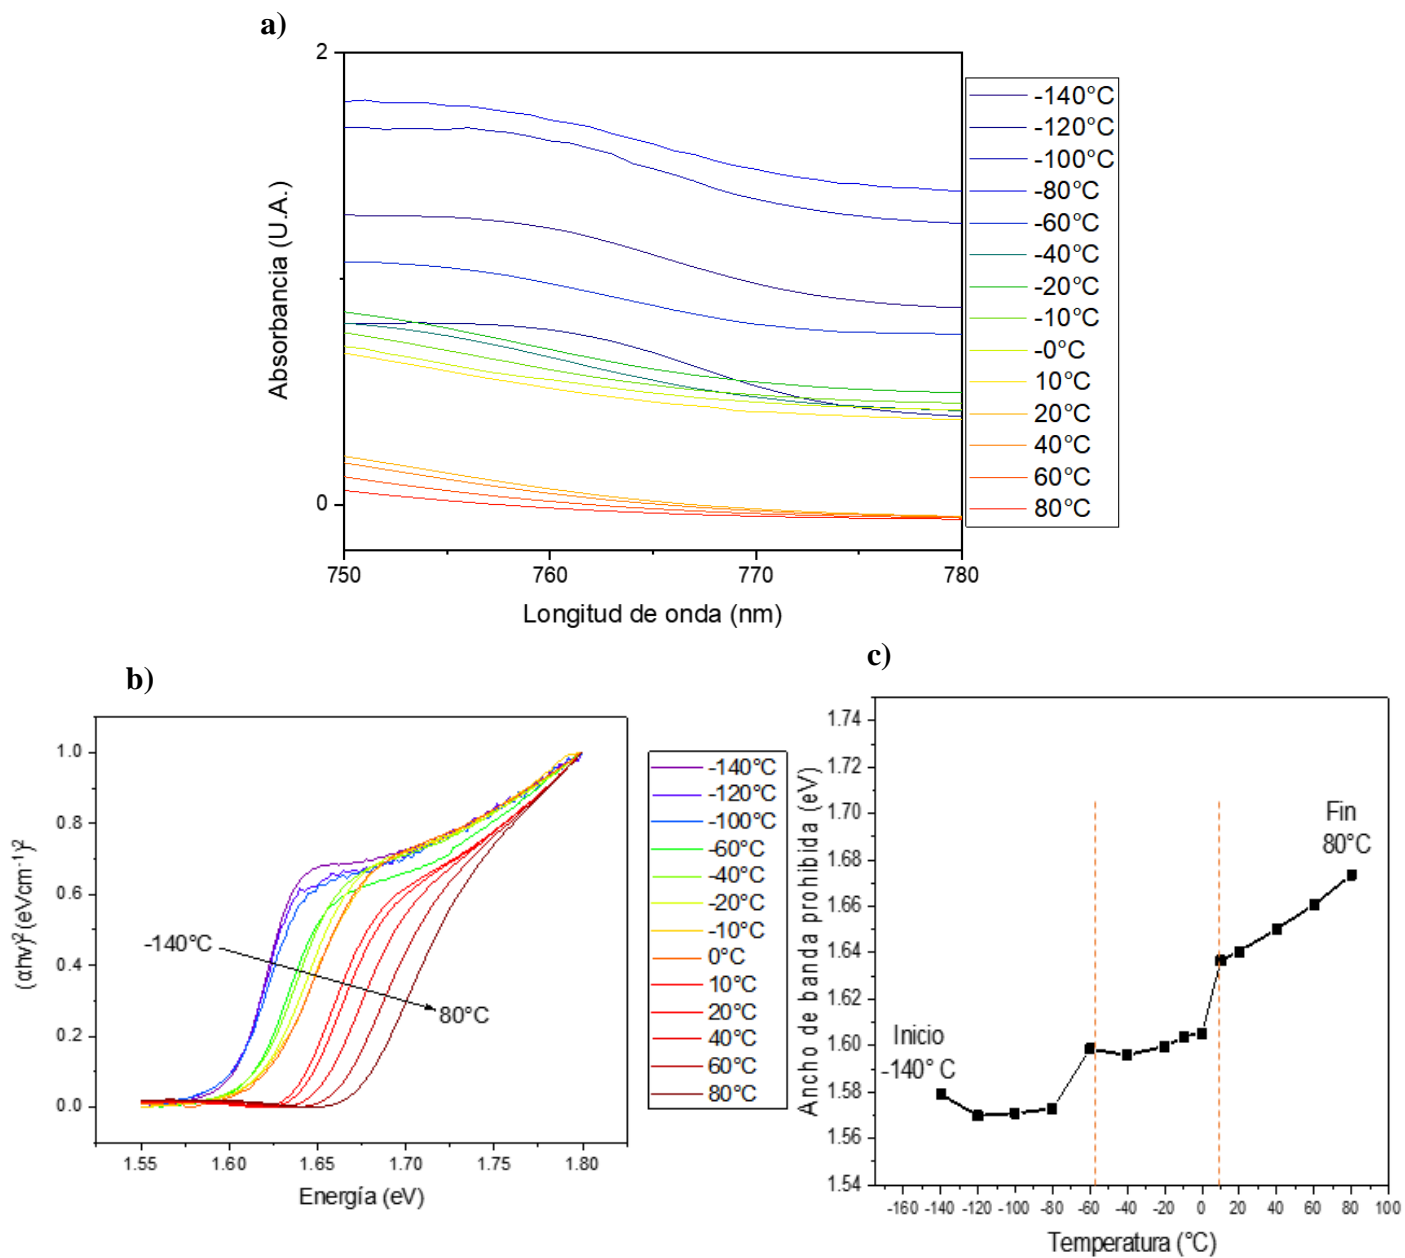 a)
2
0
Absorbancia (U.A.)
750
760
770
780
Longitud de onda (nm)
-140°C
-120°C
-100°C
-80°C
-60°C
-40°C
-20°C
-10°C
-0°C
10°C
20°C
40°C
60°C
80°C
b)
1.0
0.8
0.6
0.4
0.2
0.0
(αhν)² (eVcm⁻¹)²
-140°C
80°C
1.55
1.60
1.65
1.70
1.75
1.80
Energía (eV)
-140°C
-120°C
-100°C
-60°C
-40°C
-20°C
-10°C
0°C
10°C
20°C
40°C
60°C
80°C
c)
1.74
1.72
1.70
1.68
1.66
1.64
1.62
1.60
1.58
1.56
1.54
Ancho de banda prohibida (eV)
Inicio
-140° C
Fin
80°C
-160 -140 -120 -100 -80 -60 -40 -20 0 20 40 60 80 100
Temperatura (°C)